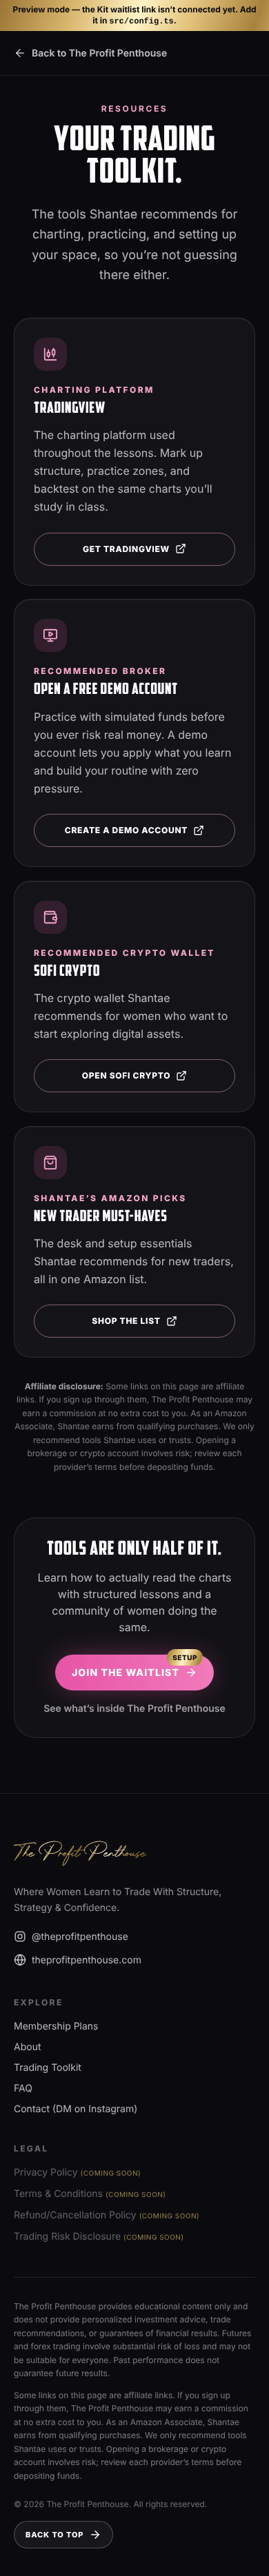 Preview mode — the Kit waitlist link isn't connected yet. Add
it in src/config.ts.
Back to The Profit Penthouse
RESOURCES
YOUR TRADING
TOOLKIT.
The tools Shantae recommends for
charting, practicing, and setting up
your space, so you're not guessing
there either.
CHARTING PLATFORM
TRADINGVIEW
The charting platform used
throughout the lessons. Mark up
structure, practice zones, and
backtest on the same charts you'll
study in class.
GET TRADINGVIEW
RECOMMENDED BROKER
OPEN A FREE DEMO ACCOUNT
Practice with simulated funds before
you ever risk real money. A demo
account lets you apply what you learn
and build your routine with zero
pressure.
CREATE A DEMO ACCOUNT
RECOMMENDED CRYPTO WALLET
SOFI CRYPTO
The crypto wallet Shantae
recommends for women who want to
start exploring digital assets.
OPEN SOFI CRYPTO
SHANTAE'S AMAZON PICKS
NEW TRADER MUST-HAVES
The desk and setup essentials
Shantae recommends for new traders,
all in one Amazon list.
SHOP THE LIST
Affiliate disclosure: Some links on this page are affiliate
links. If you sign up through them, The Profit Penthouse may
earn a commission at no extra cost to you. As an Amazon
Associate, Shantae earns from qualifying purchases. We only
recommend tools Shantae uses or trusts. Opening a
brokerage or crypto account involves risk; review each
provider's terms before depositing funds.
TOOLS ARE ONLY HALF OF IT.
Learn how to actually read the charts
with structured lessons and a
community of women doing the
same.
SETUP
JOIN THE WAITLIST
See what's inside The Profit Penthouse
The Profit Penthouse
Where Women Learn to Trade With Structure,
Strategy & Confidence.
@theprofitpenthouse
theprofitpenthouse.com
EXPLORE
Membership Plans
About
Trading Toolkit
FAQ
Contact (DM on Instagram)
LEGAL
Privacy Policy (COMING SOON)
Terms & Conditions (COMING SOON)
Refund/Cancellation Policy (COMING SOON)
Trading Risk Disclosure (COMING SOON)
The Profit Penthouse provides educational content only and
does not provide personalized investment advice, trade
recommendations, or guarantees of financial results. Futures
and forex trading involve substantial risk of loss and may not
be suitable for everyone. Past performance does not
guarantee future results.
Some links on this page are affiliate links. If you sign up
through them, The Profit Penthouse may earn a commission
at no extra cost to you. As an Amazon Associate, Shantae
earns from qualifying purchases. We only recommend tools
Shantae uses or trusts. Opening a brokerage or crypto
account involves risk; review each provider's terms before
depositing funds.
© 2026 The Profit Penthouse. All rights reserved.
BACK TO TOP